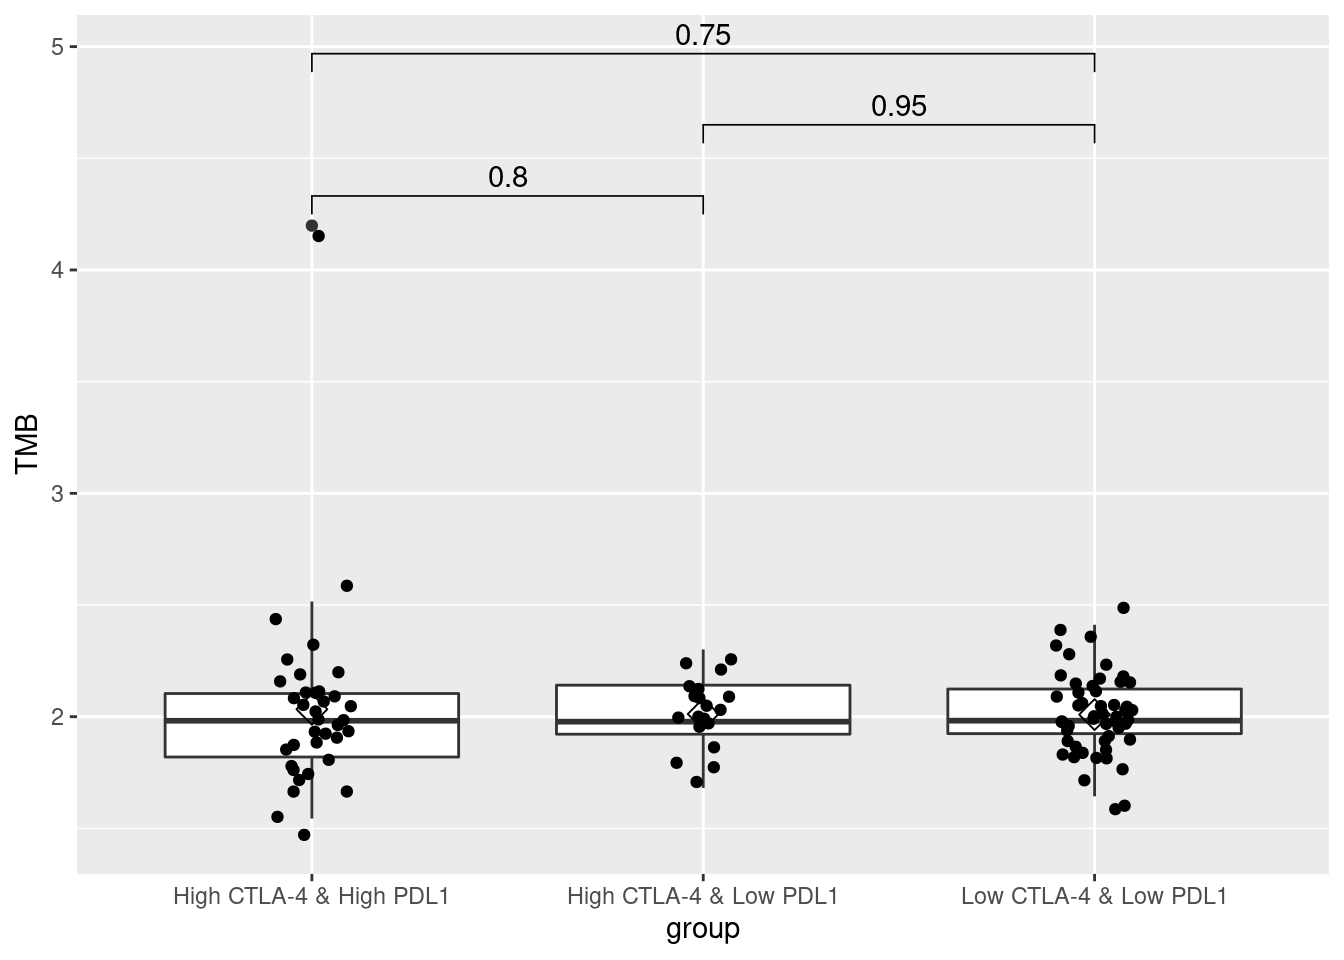 0.75
5
0.95
0.8
4
3
2
TMB
High CTLA-4 & High PDL1
High CTLA-4 & Low PDL1
Low CTLA-4 & Low PDL1
group